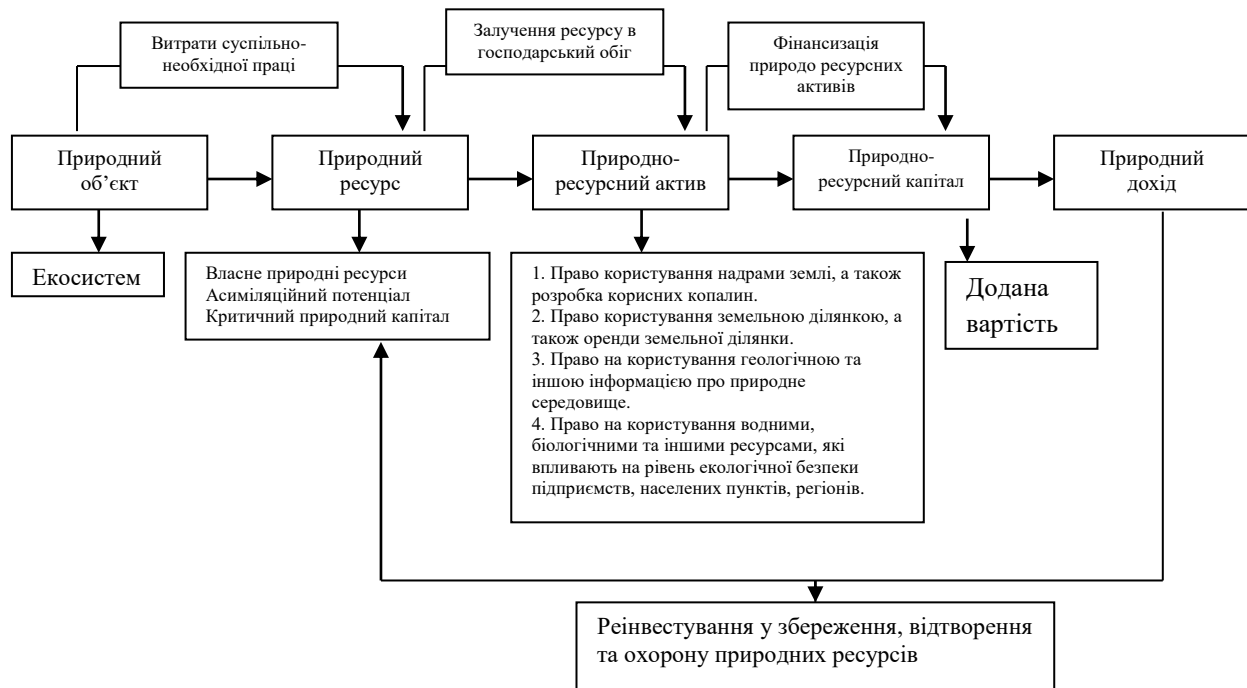 Витрати суспільно-
необхідної праці
Залучення ресурсу в
господарський обіг
Фінансизація
природо ресурсних
активів
Природний
об’єкт
Природний
ресурс
Природно-
ресурсний актив
Природно-
ресурсний капітал
Природний
дохід
Екосистем
Власне природні ресурси
Асиміляційний потенціал
Критичний природний капітал
1. Право користування надрами землі, а також
розробка корисних копалин.
2. Право користування земельною ділянкою, а
також оренди земельної ділянки.
3. Право на користування геологічною та
іншою інформацією про природне
середовище.
4. Право на користування водними,
біологічними та іншими ресурсами, які
впливають на рівень екологічної безпеки
підприємств, населених пунктів, регіонів.
Додана
вартість
Реінвестування у збереження, відтворення
та охорону природних ресурсів